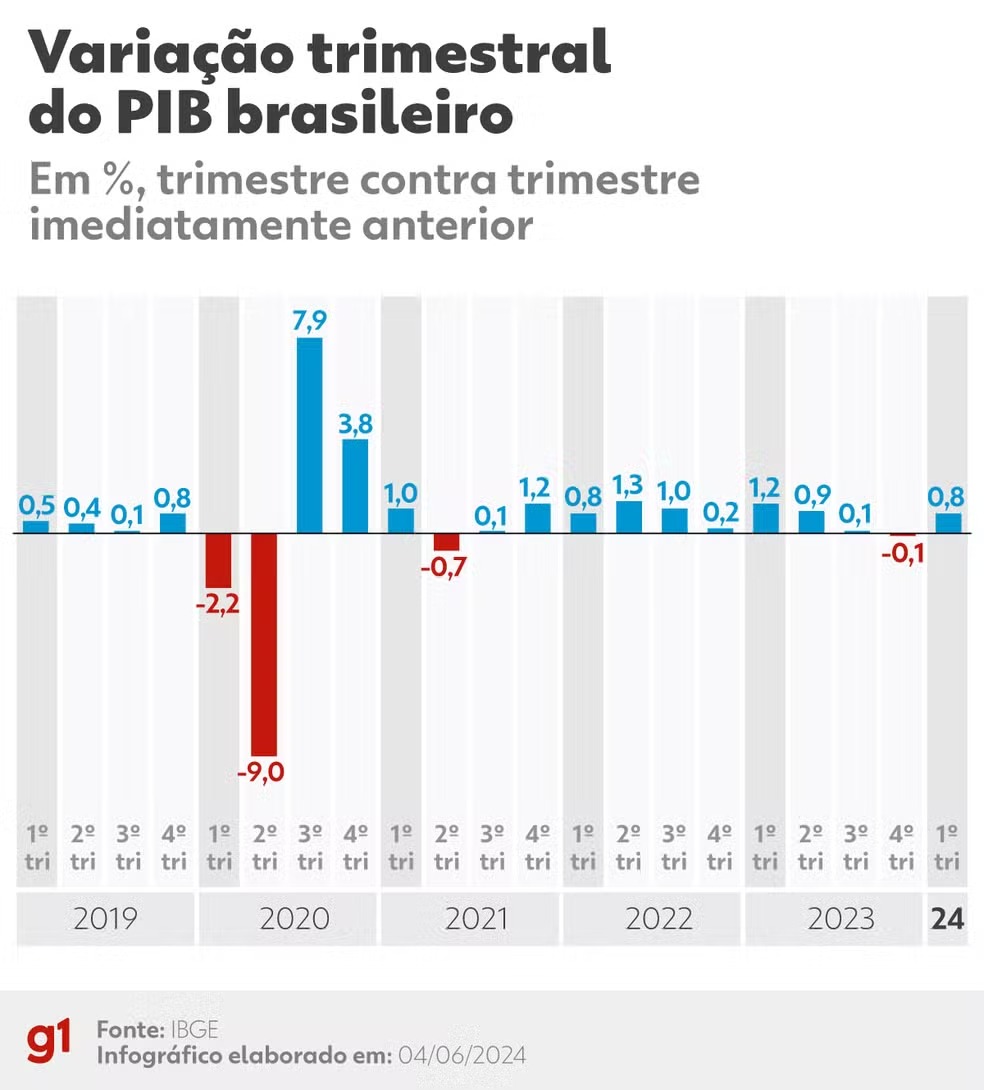 Variação trimestral
do PIB brasileiro
Em %, trimestre contra trimestre
imediatamente anterior
0,5 0,4 0,1 0,8 -2,2 -9,0 7,9 3,8 1,0 -0,7 0,1 1,2 0,8 1,3 1,0 0,2 1,2 0,9 0,1 -0,1 0,8
1º 2º 3º 4º 1º 2º 3º 4º 1º 2º 3º 4º 1º 2º 3º 4º 1º 2º 3º 4º 1º
tri tri tri tri tri tri tri tri tri tri tri tri tri tri tri tri tri tri tri tri tri
2019 2020 2021 2022 2023 24
g1
Fonte: IBGE
Infográfico elaborado em: 04/06/2024